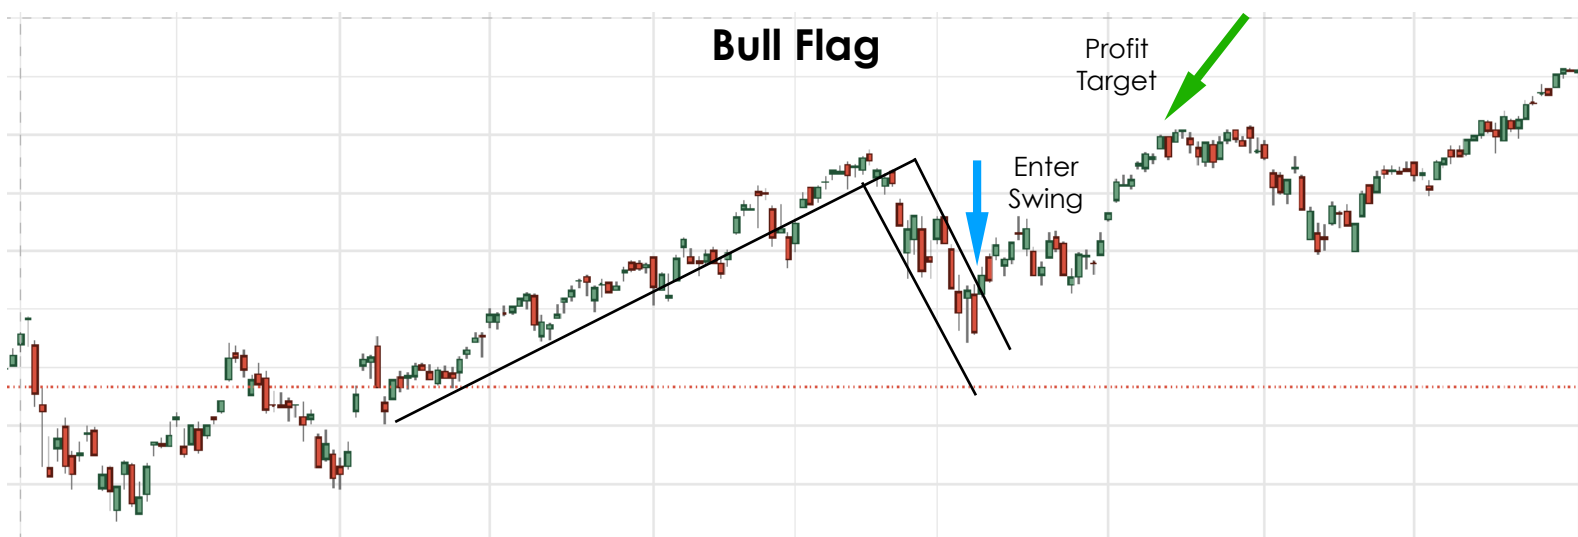 Bull Flag
Profit
Target
Enter
Swing